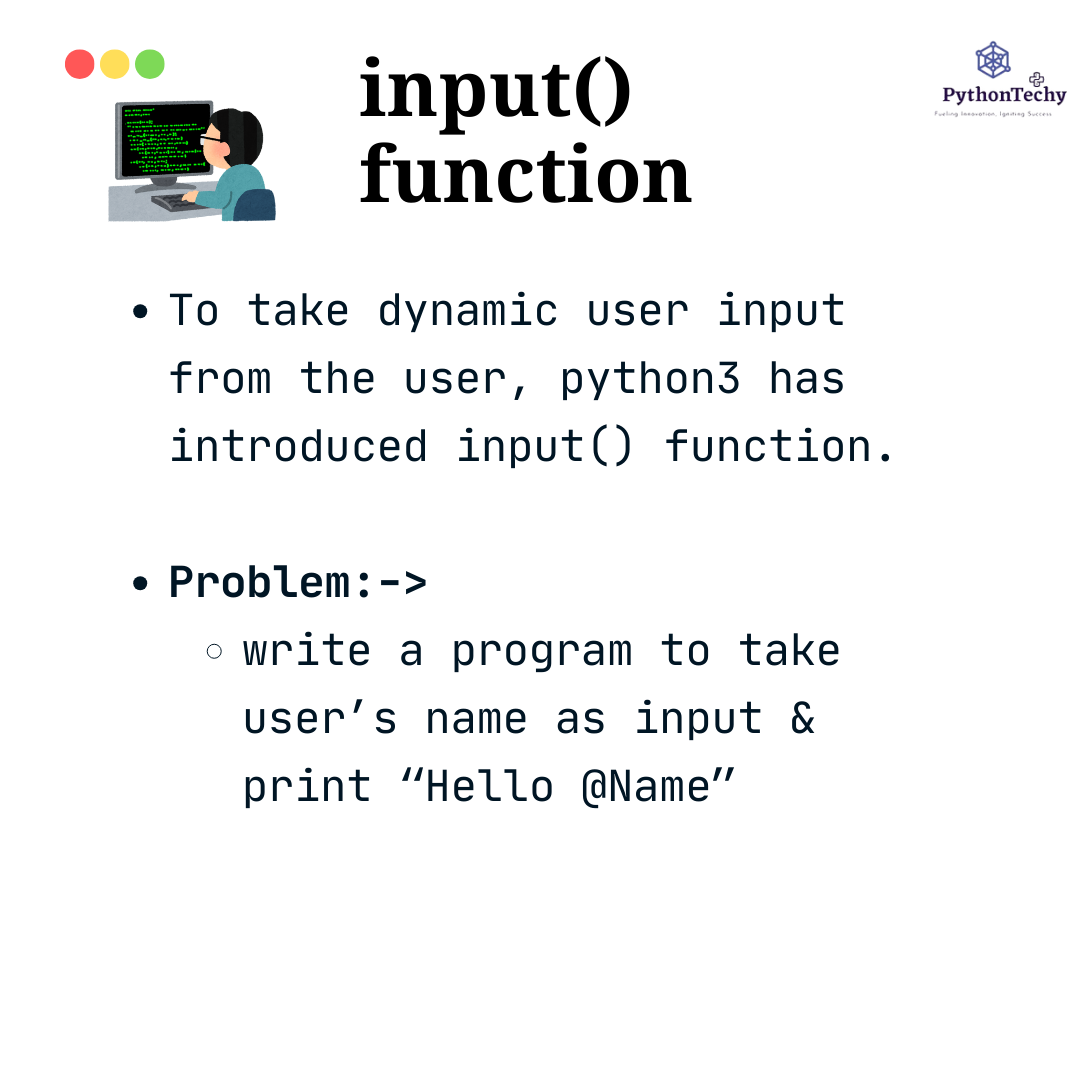 input()
function
PythonTechy
Fueling Innovation, Igniting Success
• To take dynamic user input
from the user, python3 has
introduced input() function.
• Problem:->
○ write a program to take
user’s name as input &
print “Hello @Name”